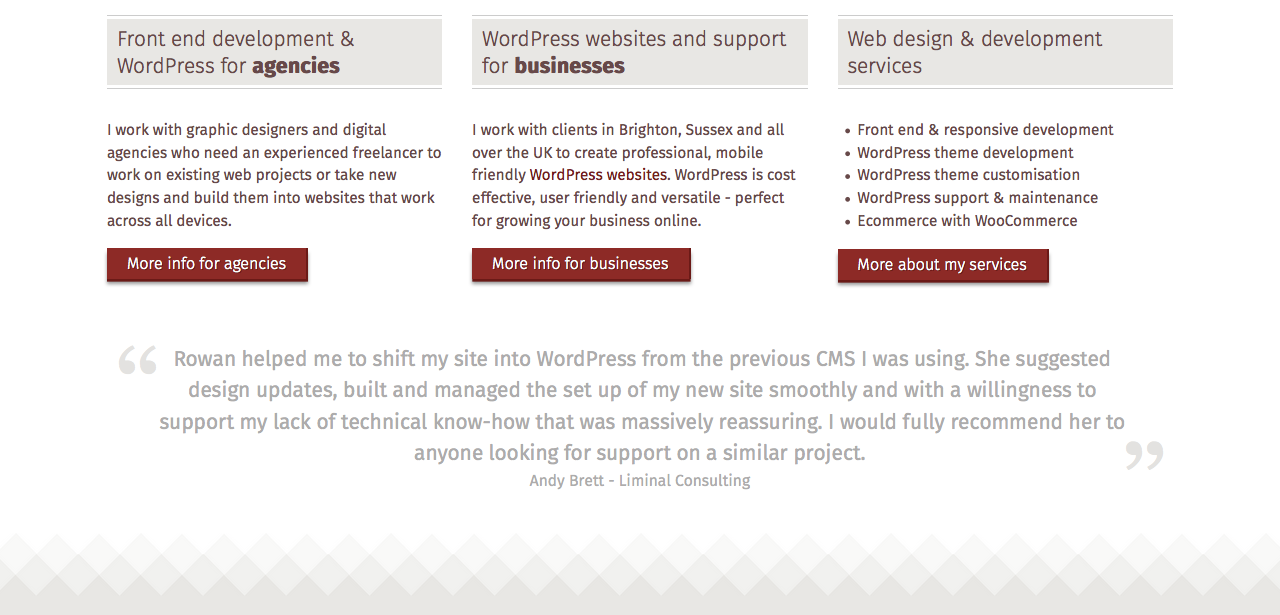 Front end development &
WordPress for agencies
I work with graphic designers and digital
agencies who need an experienced freelancer to
work on existing web projects or take new
designs and build them into websites that work
across all devices.
More info for agencies
WordPress websites and support
for businesses
I work with clients in Brighton, Sussex and all
over the UK to create professional, mobile
friendly WordPress websites. WordPress is cost
effective, user friendly and versatile - perfect
for growing your business online.
More info for businesses
Web design & development
services
• Front end & responsive development
• WordPress theme development
• WordPress theme customisation
• WordPress support & maintenance
• Ecommerce with WooCommerce
More about my services
“ Rowan helped me to shift my site into WordPress from the previous CMS I was using. She suggested
design updates, built and managed the set up of my new site smoothly and with a willingness to
support my lack of technical know-how that was massively reassuring. I would fully recommend her to
anyone looking for support on a similar project. ”
Andy Brett - Liminal Consulting